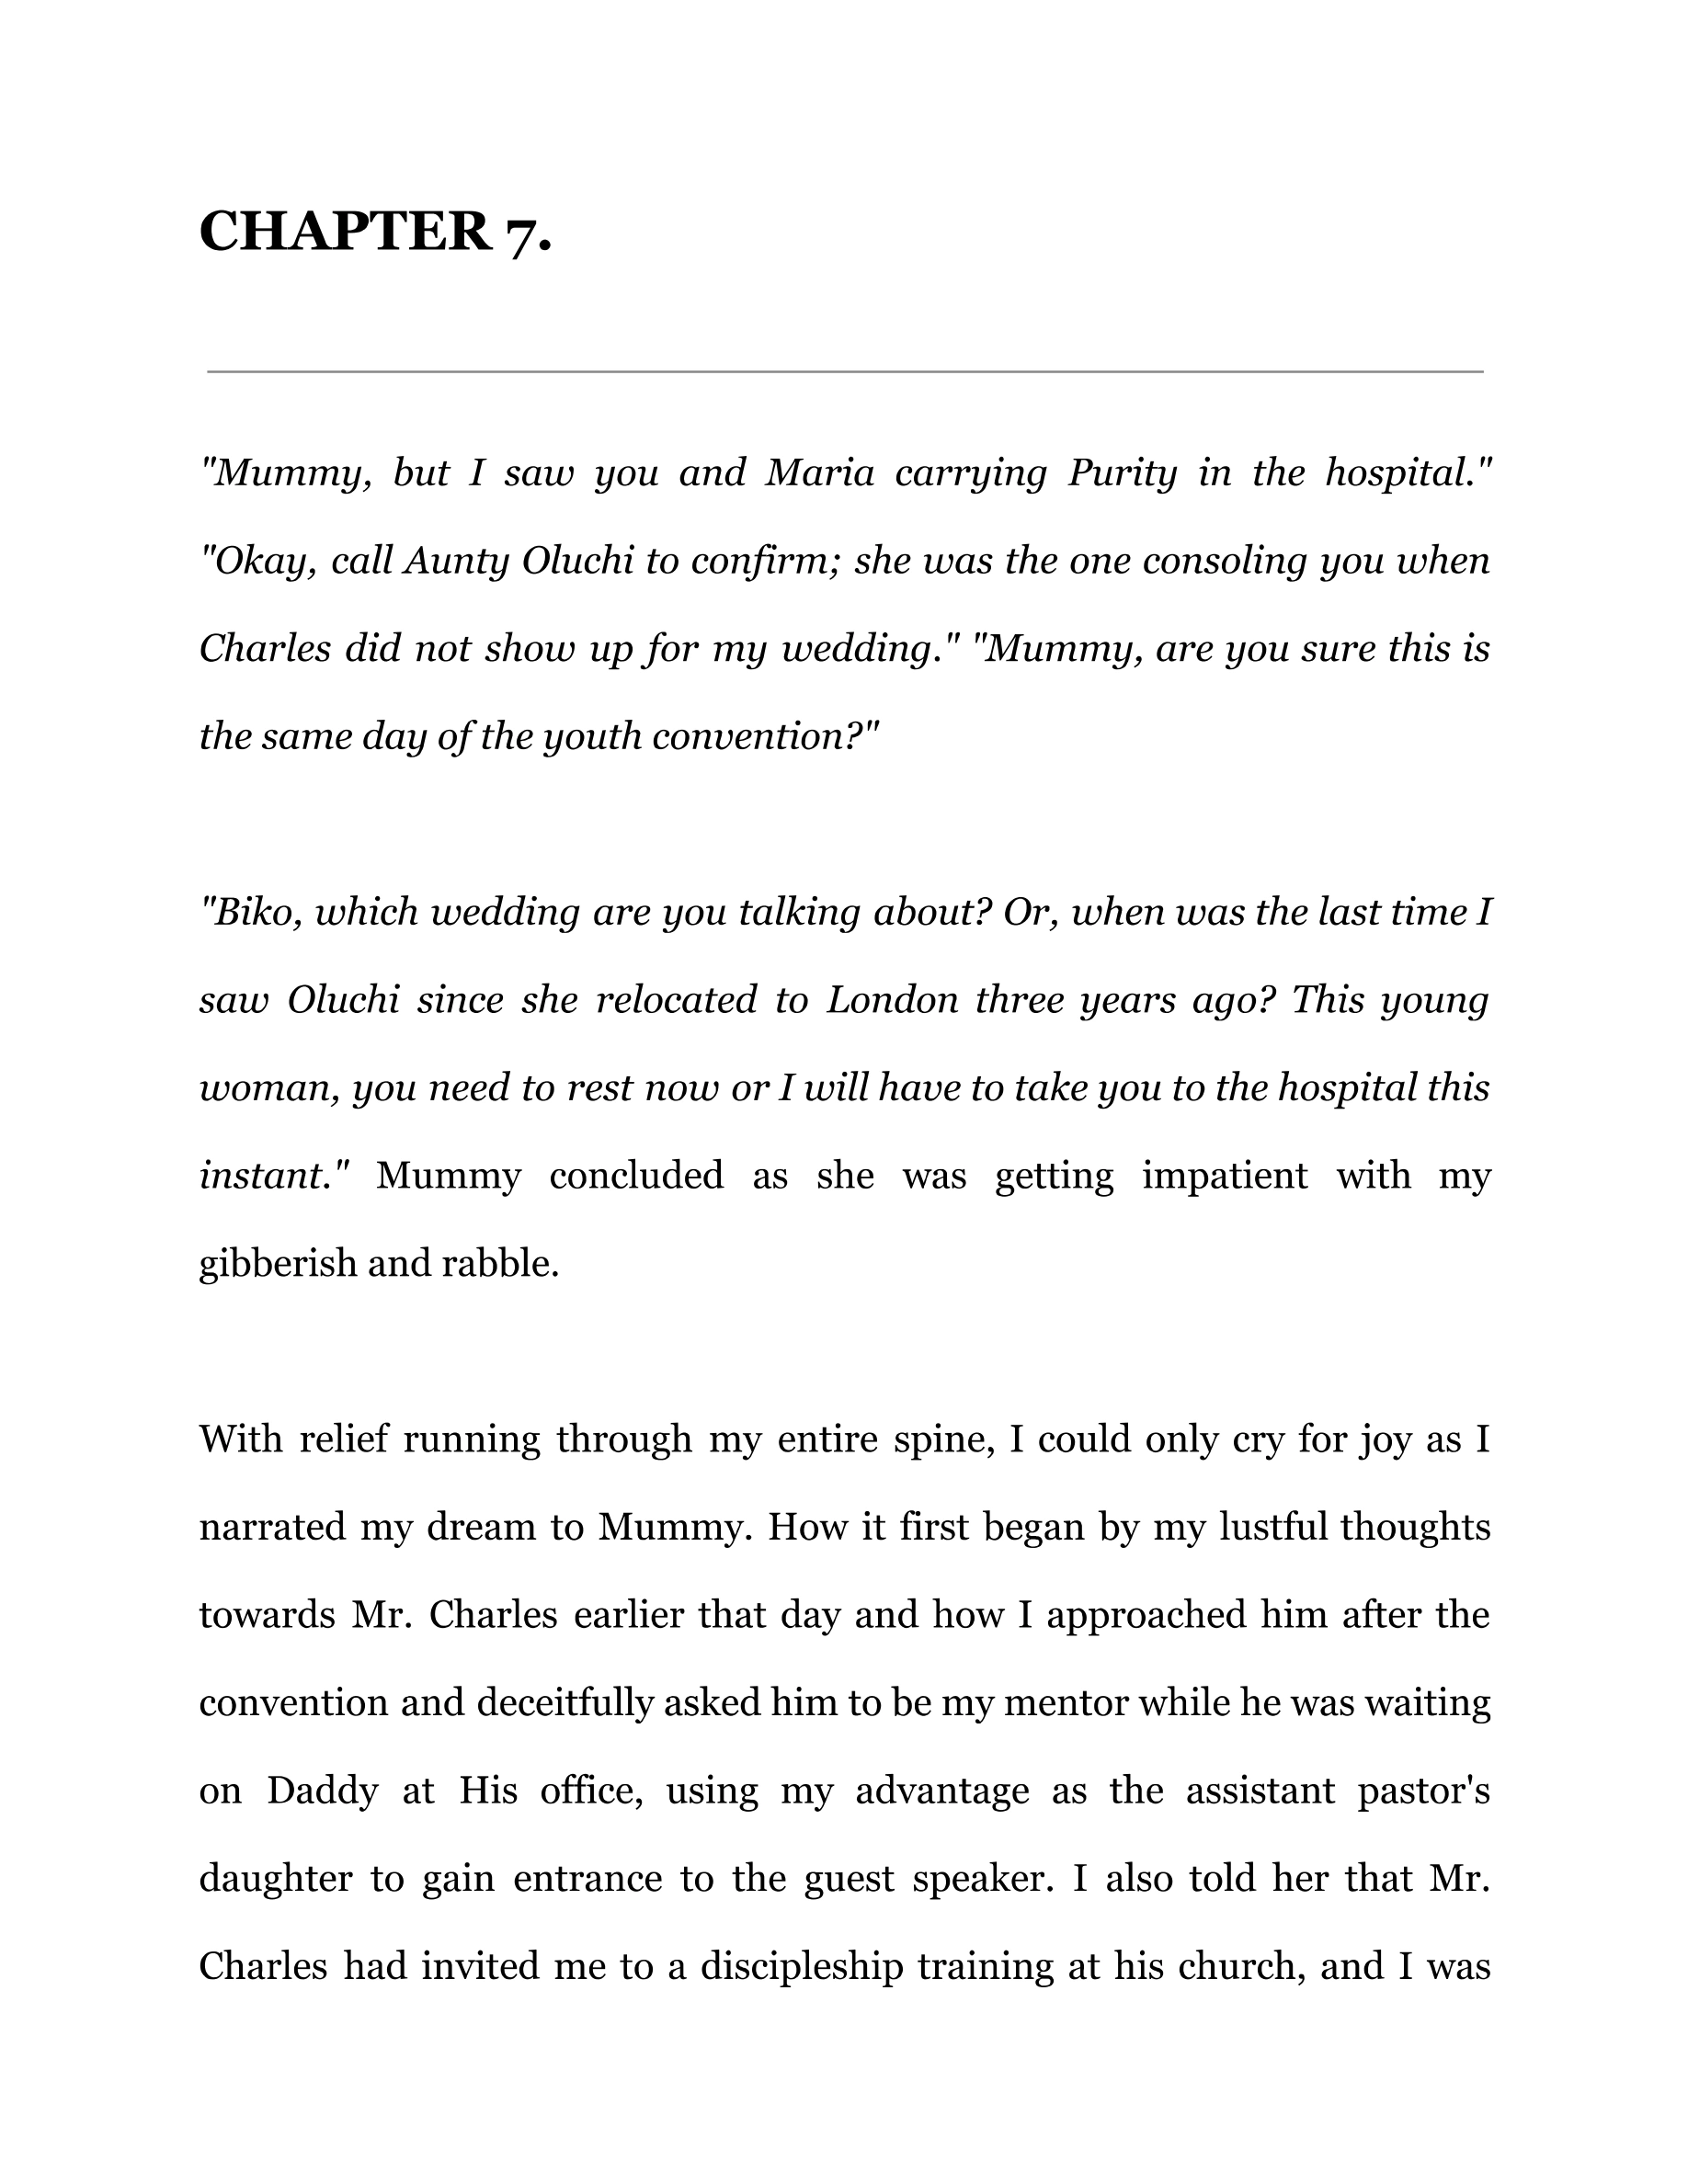 CHAPTER 7.
"Mummy, but I saw you and Maria carrying Purity in the hospital."
"Okay, call Aunty Oluchi to confirm; she was the one consoling you when
Charles did not show up for my wedding." "Mummy, are you sure this is
the same day of the youth convention?"
"Biko, which wedding are you talking about? Or, when was the last time I
saw Oluchi since she relocated to London three years ago? This young
woman, you need to rest now or I will have to take you to the hospital this
instant." Mummy concluded as she was getting impatient with my
gibberish and rabble.
With relief running through my entire spine, I could only cry for joy as I
narrated my dream to Mummy. How it first began by my lustful thoughts
towards Mr. Charles earlier that day and how I approached him after the
convention and deceitfully asked him to be my mentor while he was waiting
on Daddy at His office, using my advantage as the assistant pastor's
daughter to gain entrance to the guest speaker. I also told her that Mr.
Charles had invited me to a discipleship training at his church, and I was